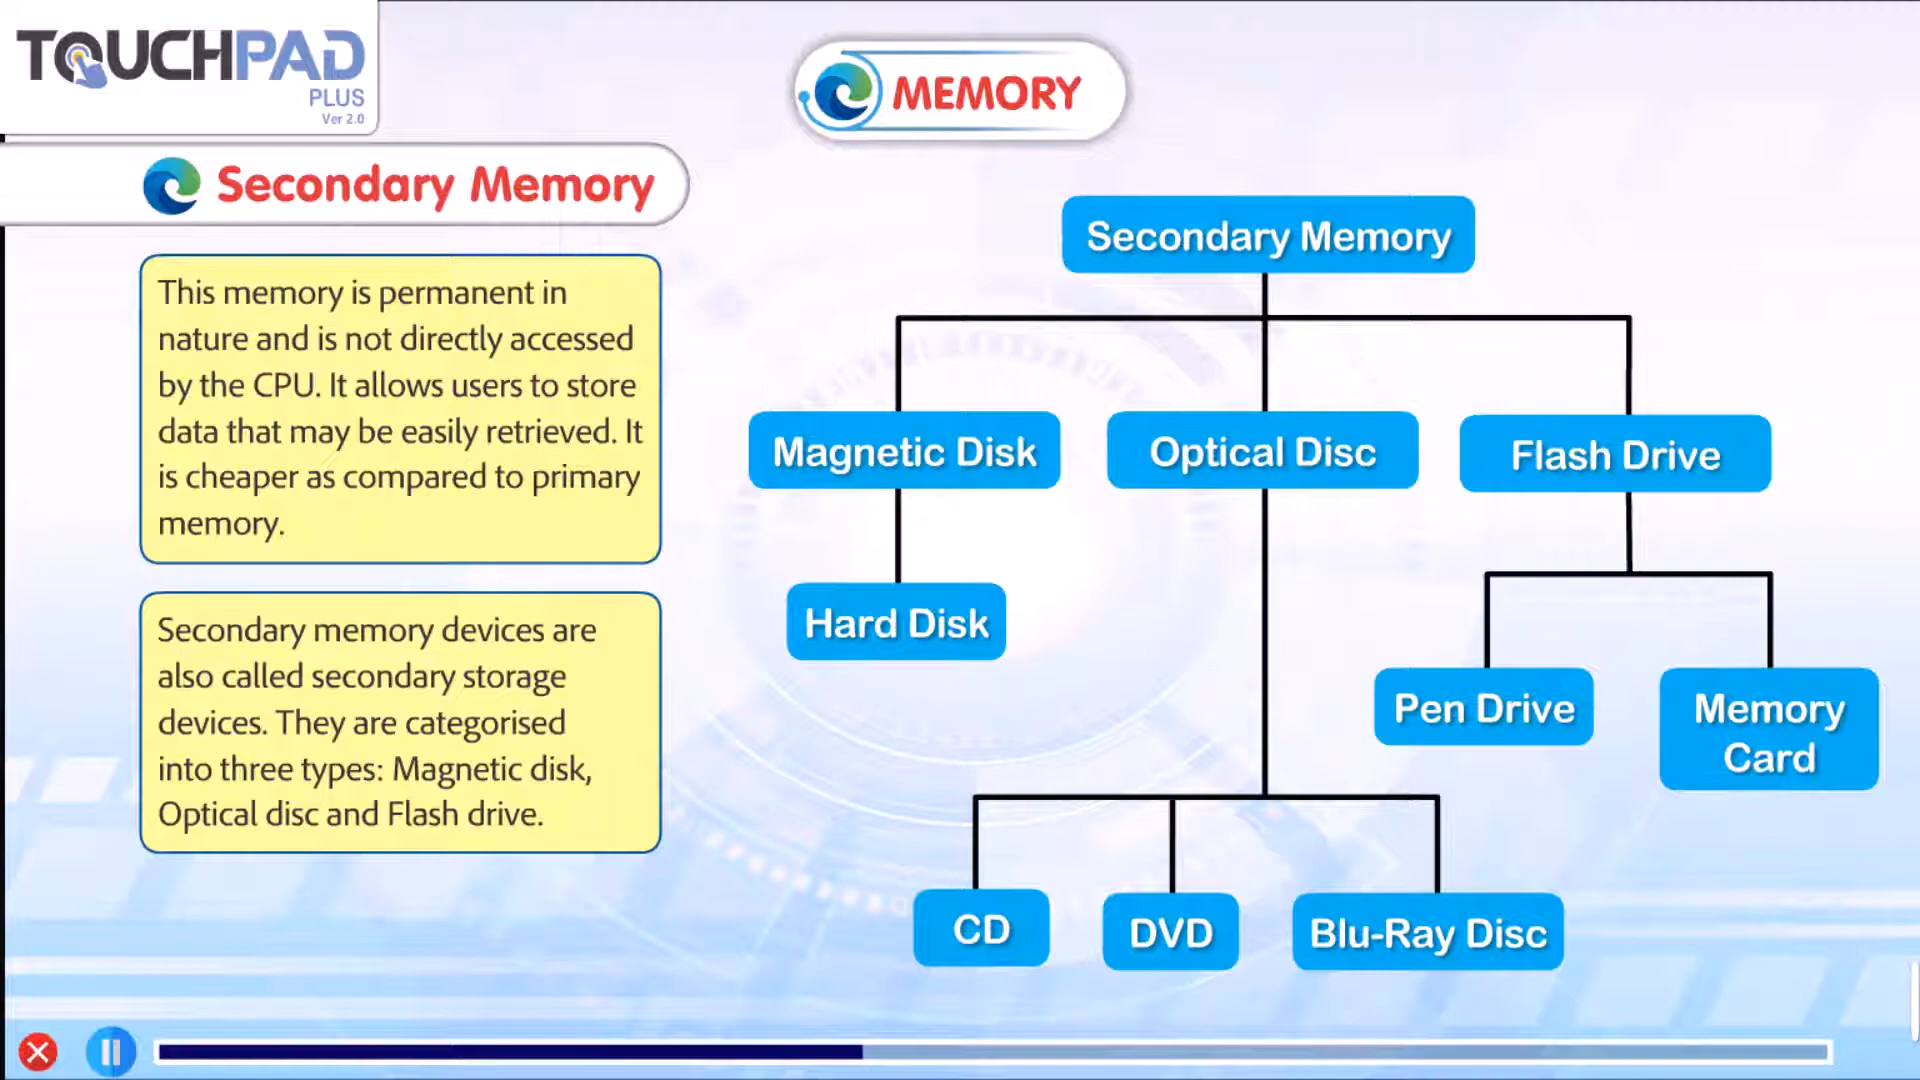 TOUCHPAD
PLUS
Ver 2.0
MEMORY
Secondary Memory
This memory is permanent in
nature and is not directly accessed
by the CPU. It allows users to store
data that may be easily retrieved. It
is cheaper as compared to primary
memory.
Secondary memory devices are
also called secondary storage
devices. They are categorised
into three types: Magnetic disk,
Optical disc and Flash drive.
Secondary Memory
Magnetic Disk
Optical Disc
Flash Drive
Hard Disk
Pen Drive
Memory
Card
CD
DVD
Blu-Ray Disc